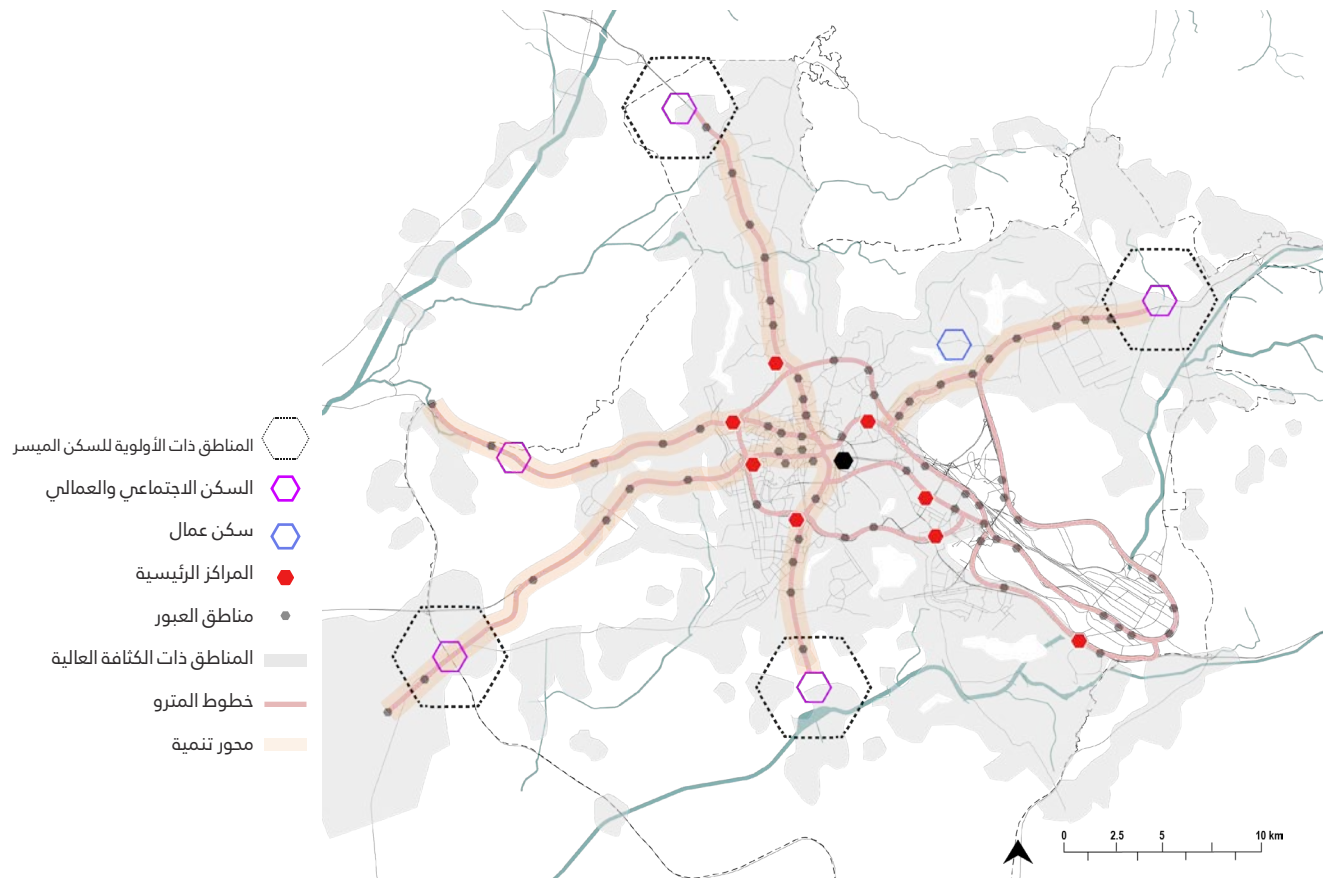 المناطق ذات الأولوية للسكن الميسر
السكن الاجتماعي والعمالي
سكن عمال
المراكز الرئيسية
مناطق العبور
المناطق ذات الكثافة العالية
خطوط المترو
محور تنمية
0 2.5 5 10 km